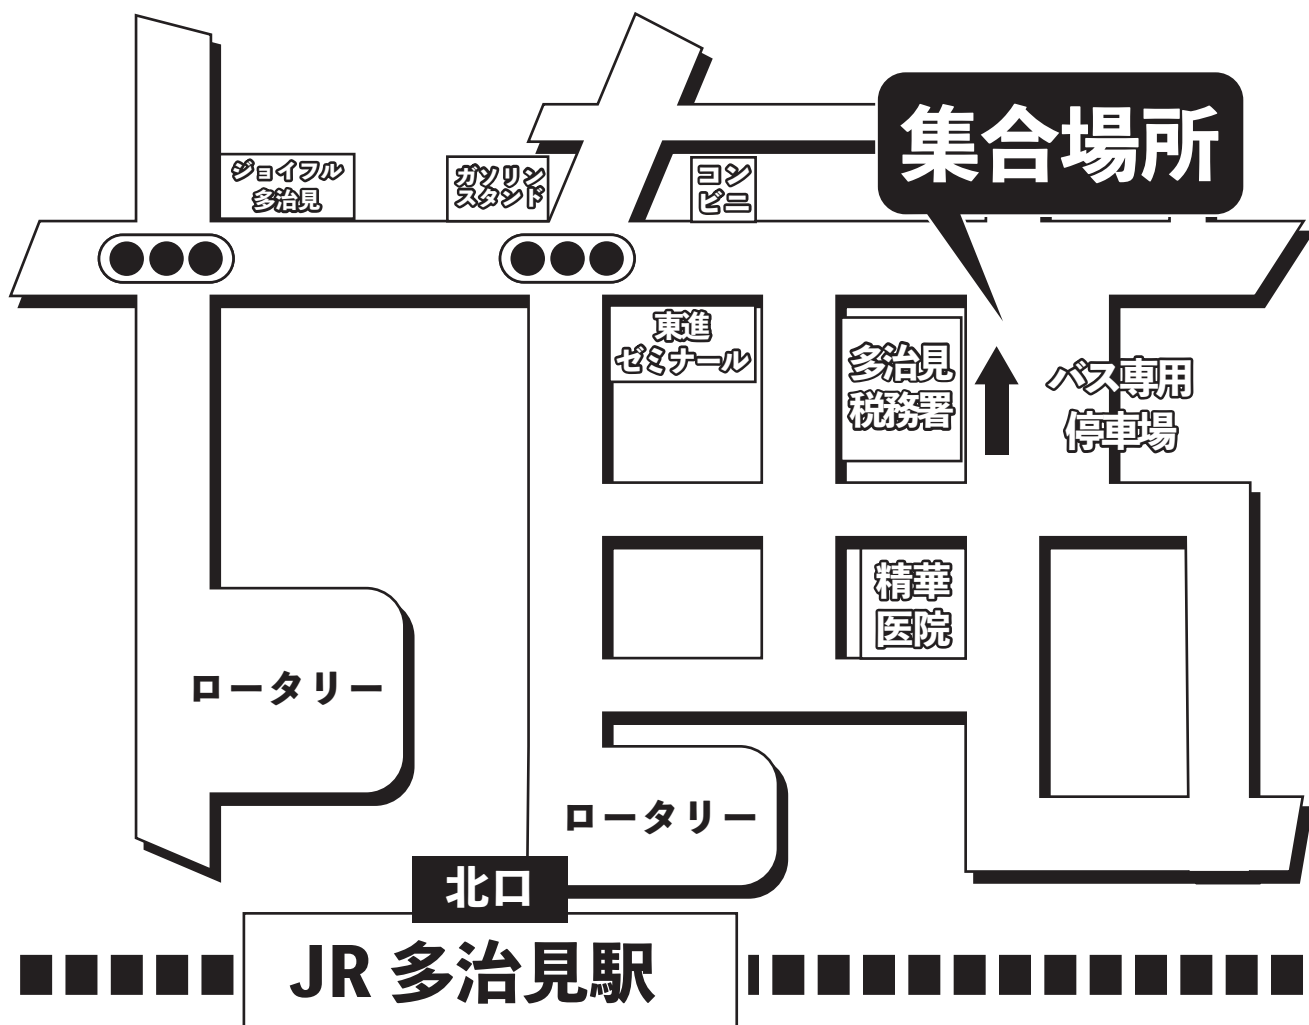 集合場所
ジョイフル
多治見
ガソリン
スタンド
コン
ビニ
東進
ゼミナール
多治見
税務署
バス専用
停車場
精華
医院
ロータリー
ロータリー
北口
JR 多治見駅